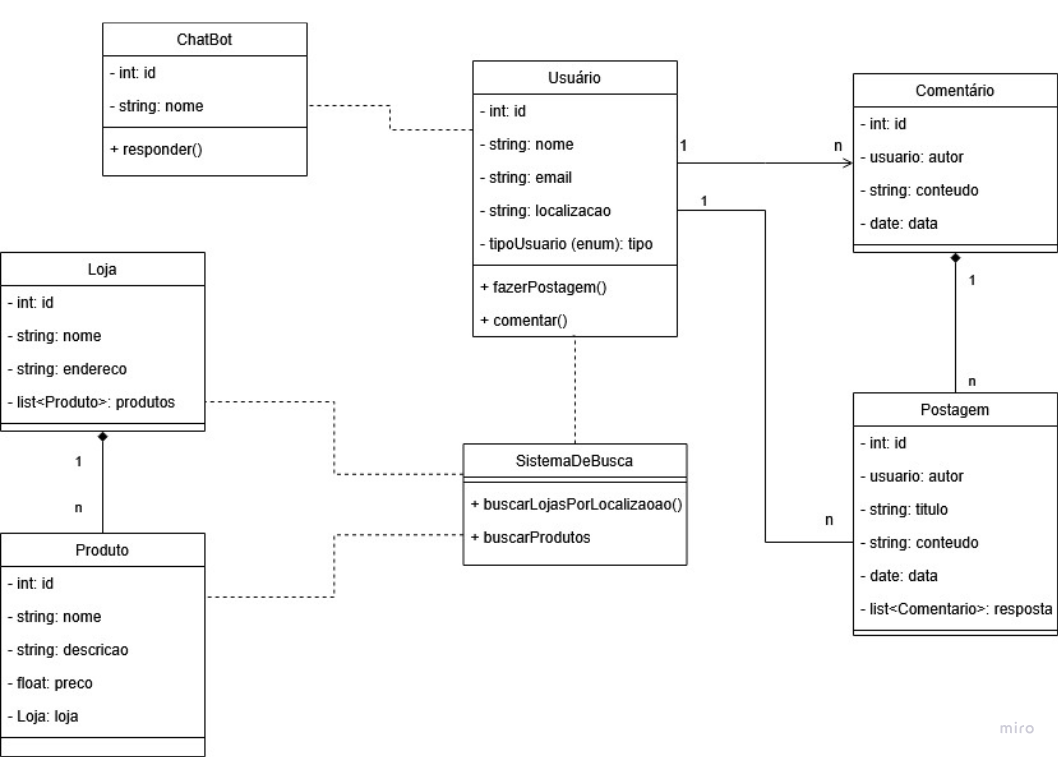 ChatBot
- int: id
- string: nome
+ responder()
Usuário
- int: id
- string: nome
- string: email
- string: localizacao
- tipoUsuario (enum): tipo
+ fazerPostagem()
+ comentar()
1
n
1
n
Comentário
- int: id
- usuario: autor
- string: conteudo
- date: data
1
n
Loja
- int: id
- string: nome
- string: endereco
- list<Produto>: produtos
1
n
SistemaDeBusca
+ buscarLojasPorLocalizaoao()
+ buscarProdutos
Postagem
- int: id
- usuario: autor
- string: titulo
- string: conteudo
- date: data
- list<Comentario>: resposta
Produto
- int: id
- string: nome
- string: descricao
- float: preco
- Loja: loja
miro